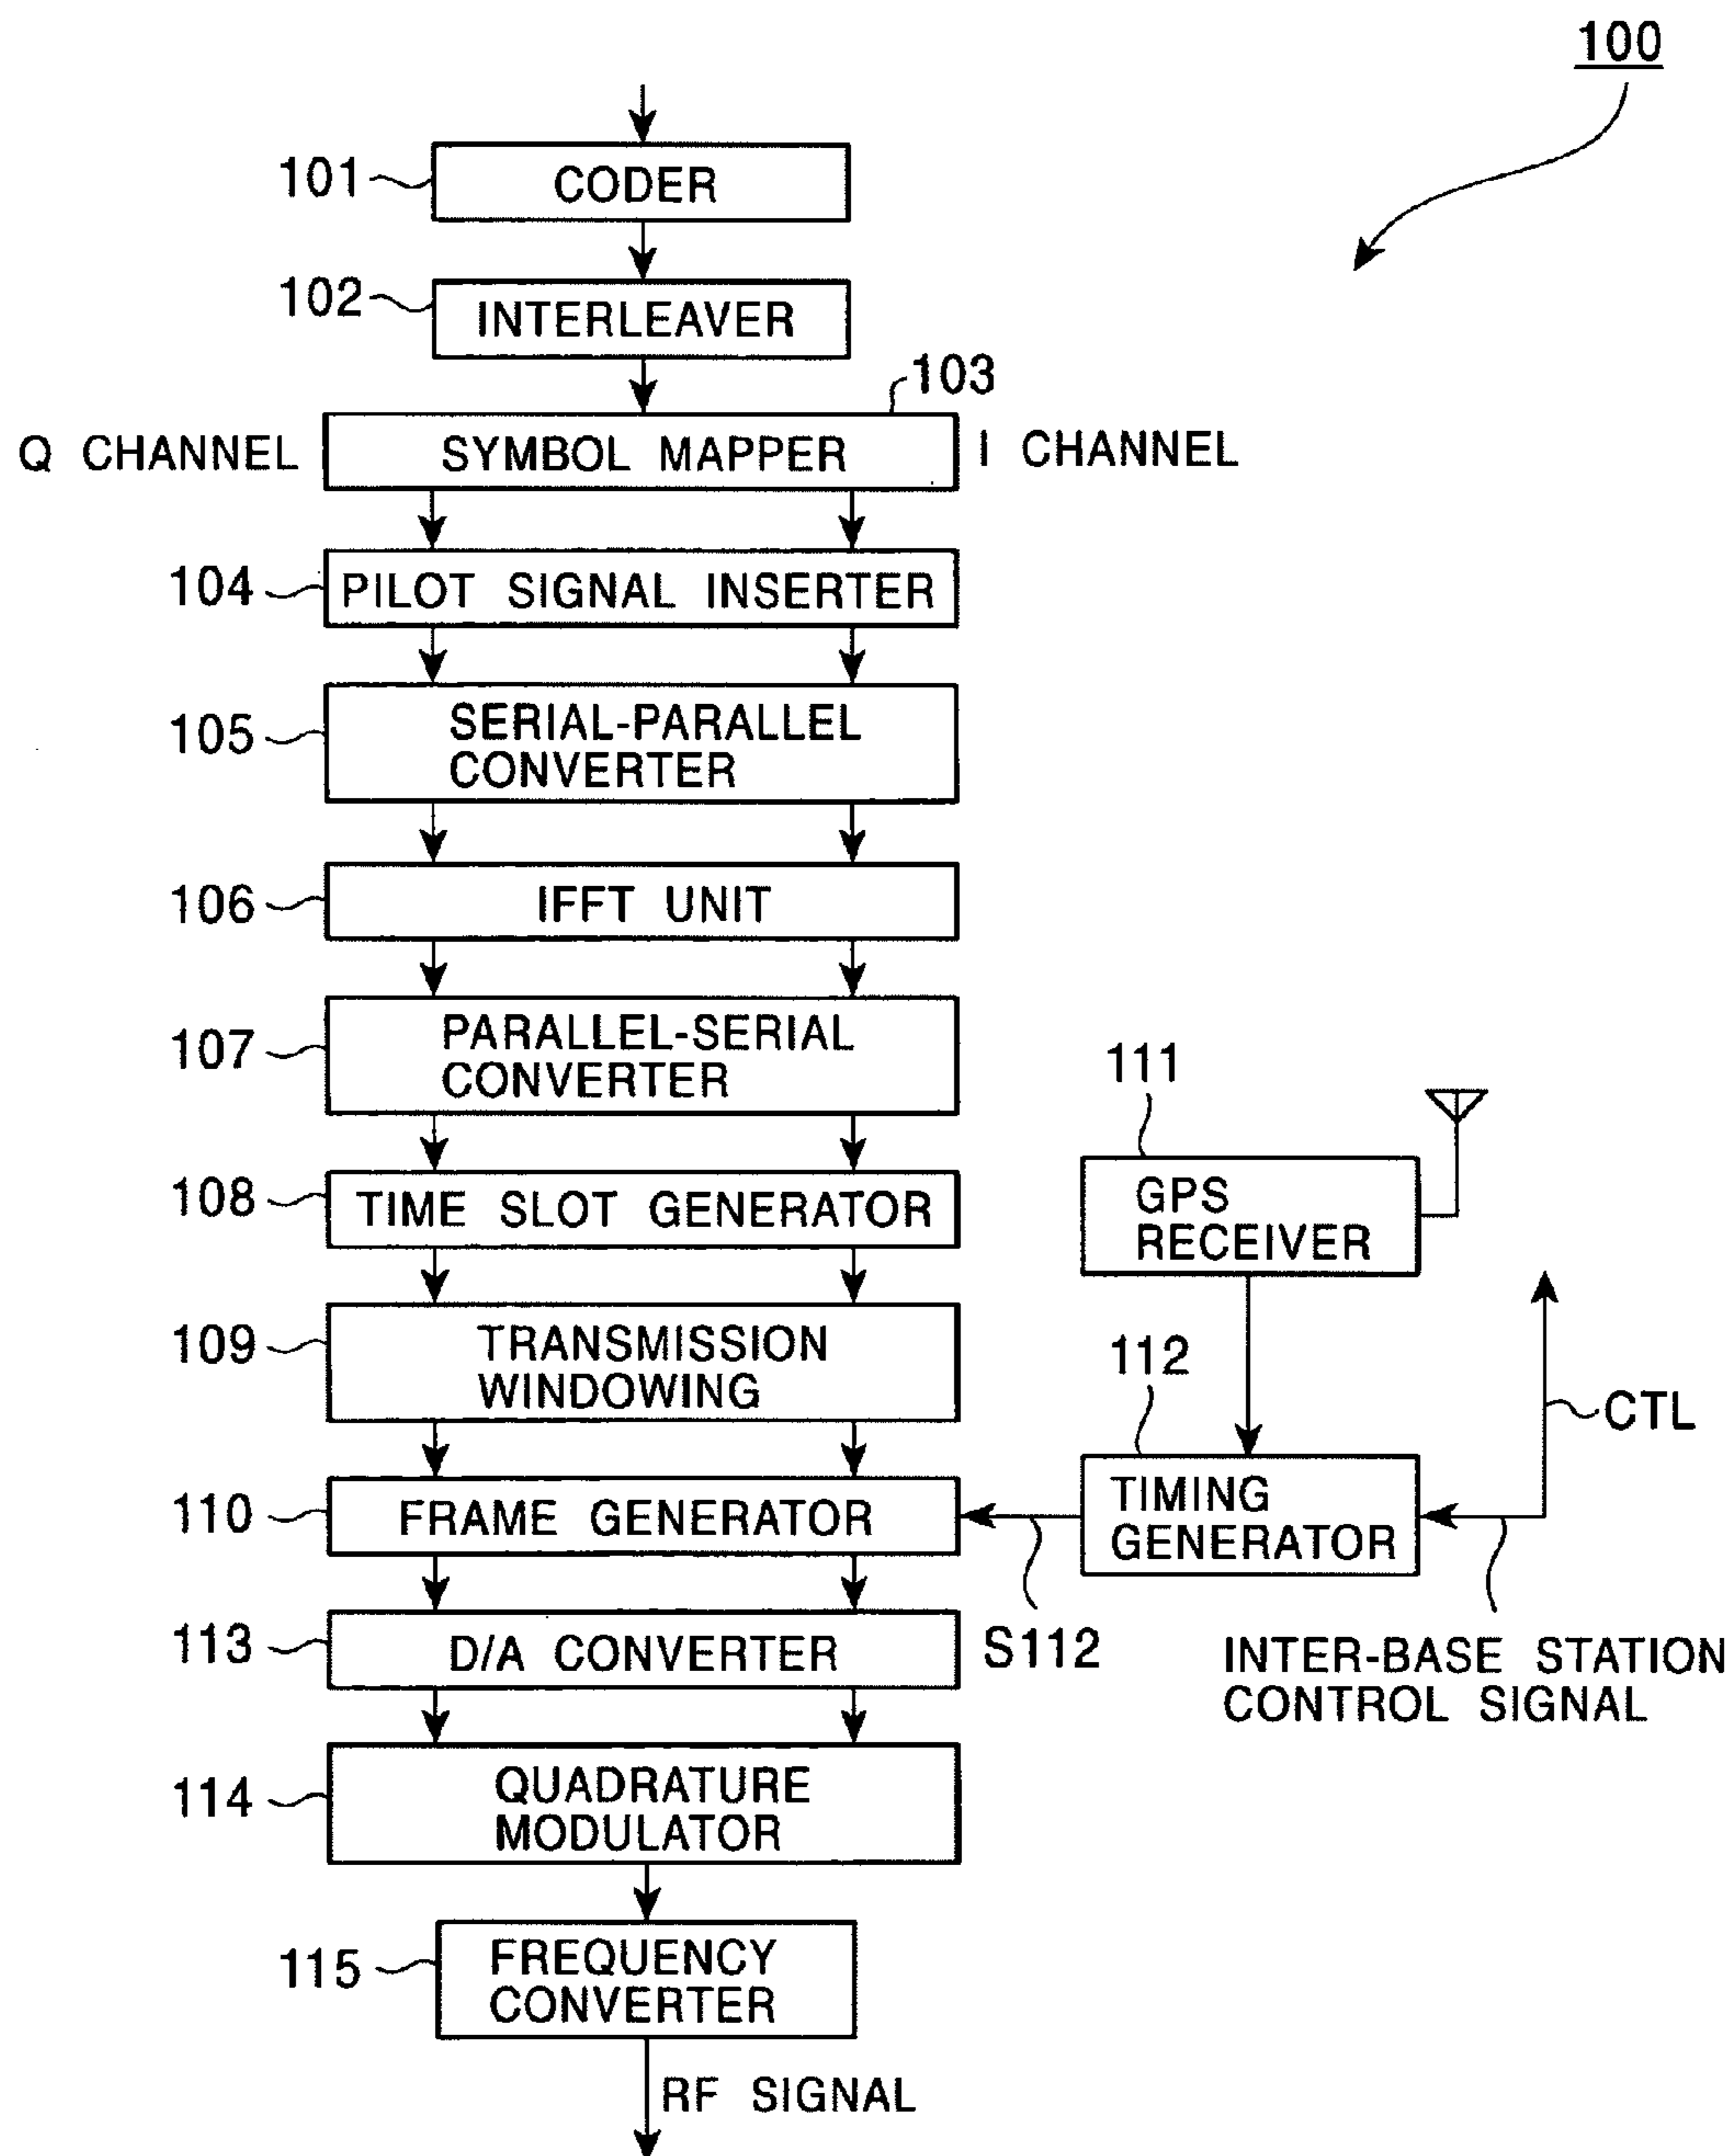 100
101
CODER
102
INTERLEAVER
103
Q CHANNEL
SYMBOL MAPPER
I CHANNEL
104
PILOT SIGNAL INSERTER
105
SERIAL-PARALLEL
CONVERTER
106
IFFT UNIT
107
PARALLEL-SERIAL
CONVERTER
111
GPS
RECEIVER
108
TIME SLOT GENERATOR
109
TRANSMISSION
WINDOWING
112
CTL
110
FRAME GENERATOR
TIMING
GENERATOR
113
D/A CONVERTER
S112
INTER-BASE STATION
CONTROL SIGNAL
114
QUADRATURE
MODULATOR
115
FREQUENCY
CONVERTER
RF SIGNAL